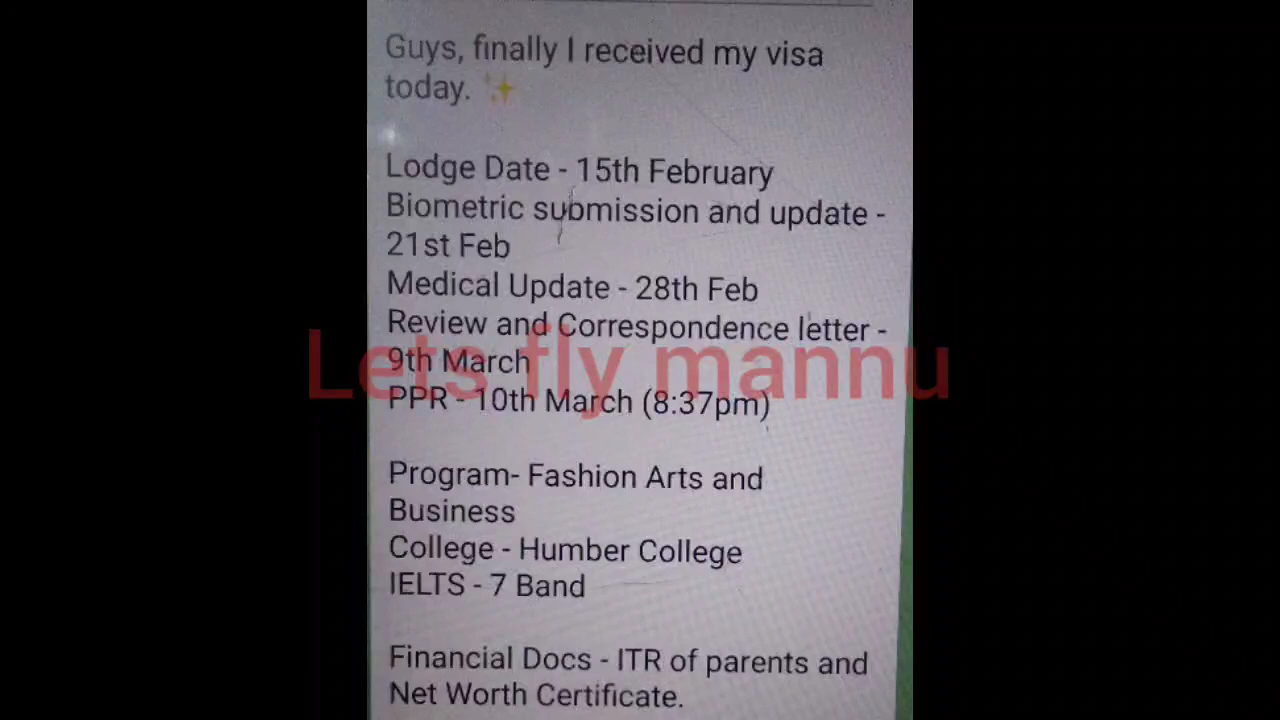 Guys, finally I received my visa
today. ✨
Lodge Date - 15th February
Biometric submission and update -
21st Feb
Medical Update - 28th Feb
Review and Correspondence letter -
9th March
Lets fly mannu
PPR - 10th March (8:37pm)
Program- Fashion Arts and
Business
College - Humber College
IELTS - 7 Band
Financial Docs - ITR of parents and
Net Worth Certificate.